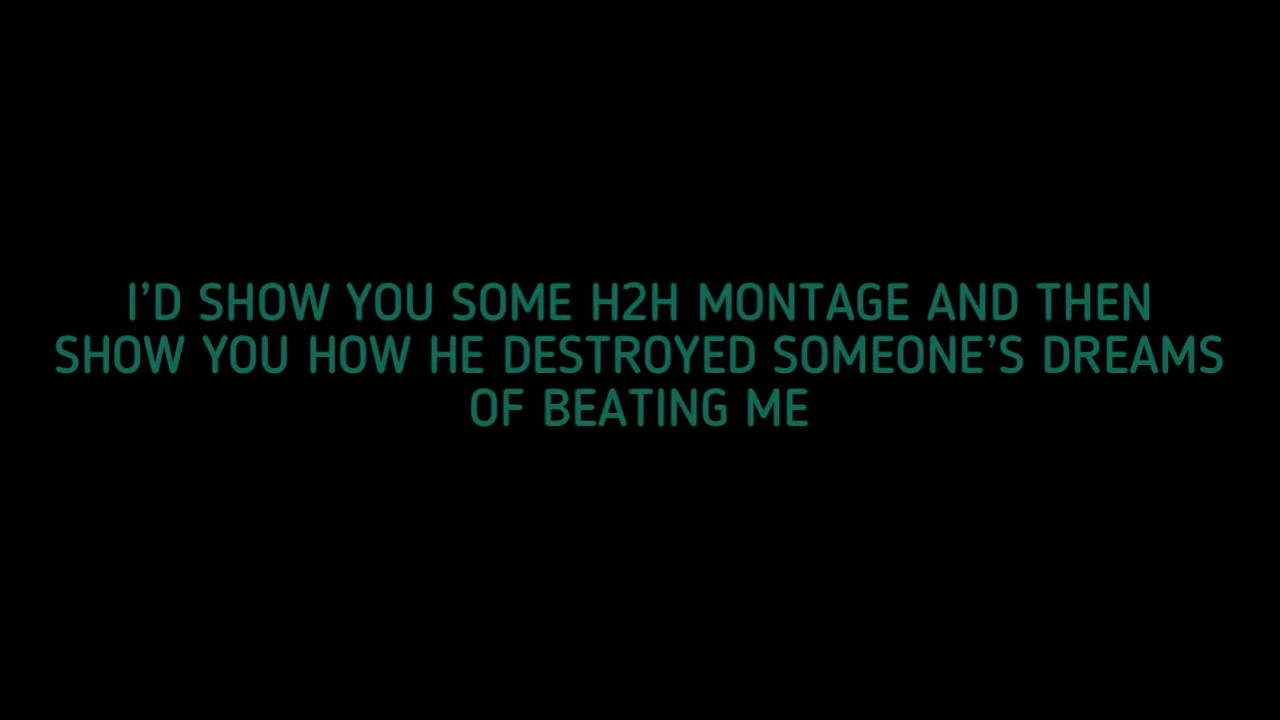 I’D SHOW YOU SOME H2H MONTAGE AND THEN
SHOW YOU HOW HE DESTROYED SOMEONE’S DREAMS
OF BEATING ME